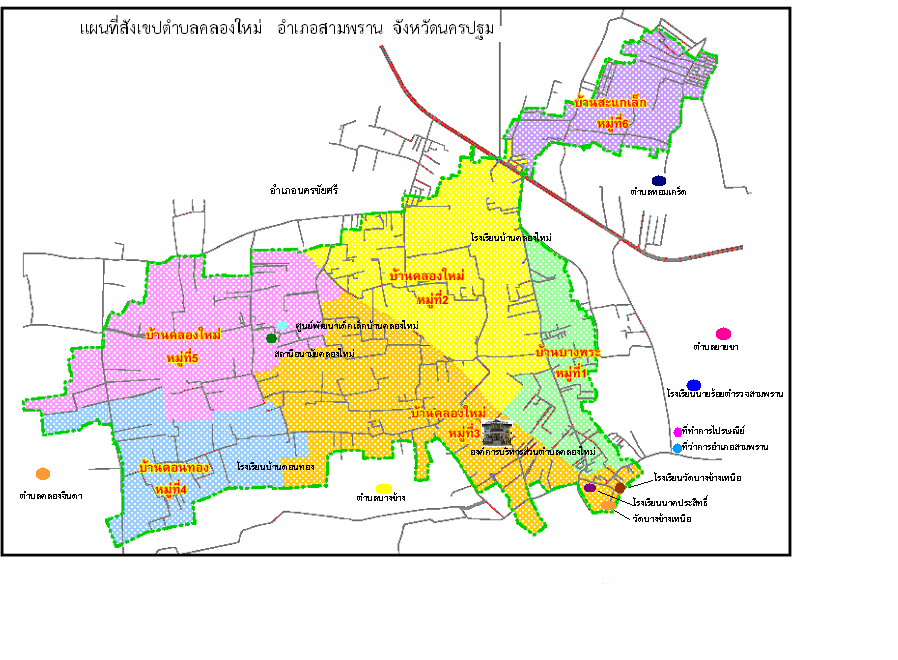 แผนที่สังเขปตำบลคลองใหม่ อำเภอสามพราน จังหวัดนครปฐม
บ้านสะแกเล็ก
หมู่ที่6
อำเภอนครชัยศรี
ตำบลหอมเกร็ด
โรงเรียนบ้านคลองใหม่
บ้านคลองใหม่
หมู่ที่2
ศูนย์พัฒนาเด็กเล็กบ้านคลองใหม่
บ้านคลองใหม่
หมู่ที่5
สถานีอนามัยคลองใหม่
บ้านบางพระ
หมู่ที่1
ตำบลยายชา
โรงเรียนนายร้อยตำรวจสามพราน
บ้านคลองใหม่
หมู่ที่3
ที่ทำการไปรษณีย์
ที่ว่าการอำเภอสามพราน
องค์การบริหารส่วนตำบลคลองใหม่
บ้านดอนทอง
หมู่ที่4
โรงเรียนบ้านดอนทอง
โรงเรียนวัดบางช้างเหนือ
ตำบลคลองจินดา
ตำบลบางช้าง
โรงเรียนนาคประสิทธิ์
วัดบางช้างเหนือ